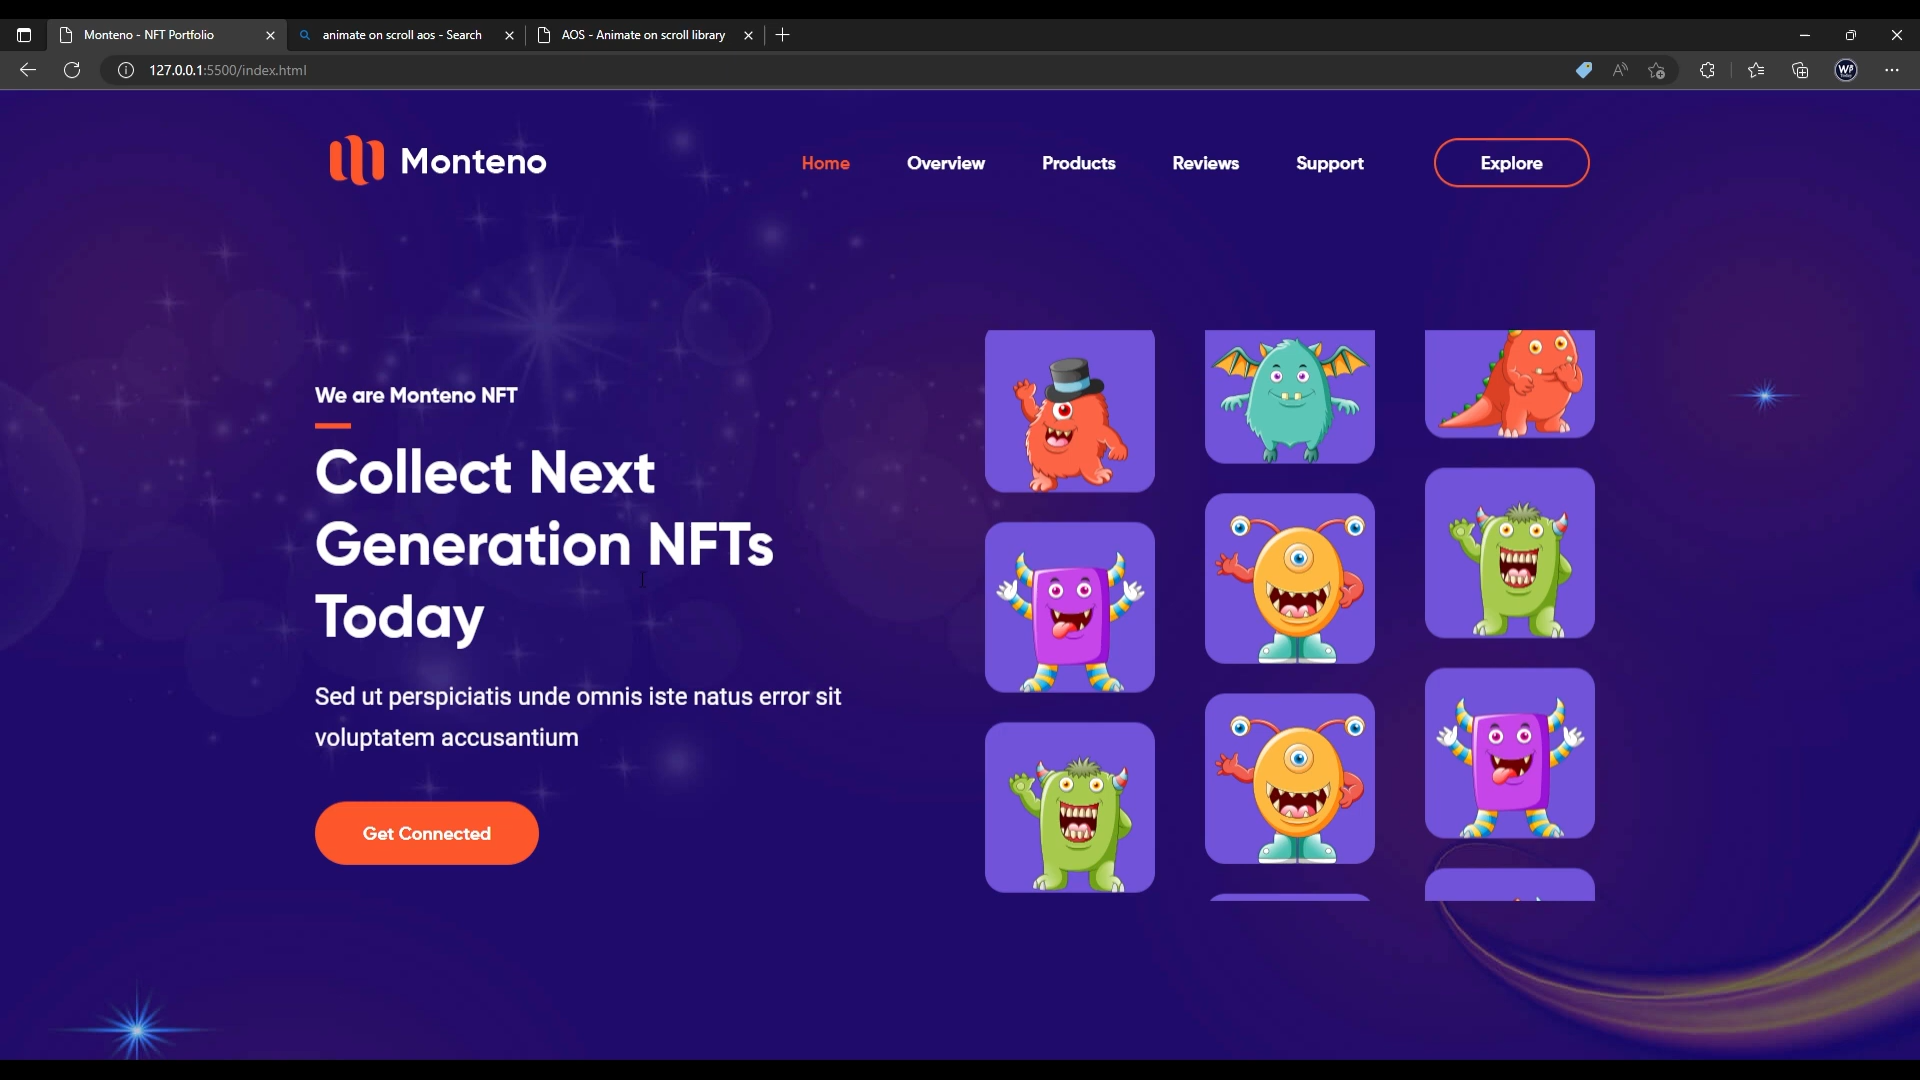 Monteno - NFT Portfolio
animate on scroll aos - Search
AOS - Animate on scroll library
127.0.0.1:5500/index.html
Monteno
Home
Overview
Products
Reviews
Support
Explore
We are Monteno NFT
Collect Next
Generation NFTs
Today
Sed ut perspiciatis unde omnis iste natus error sit
voluptatem accusantium
Get Connected